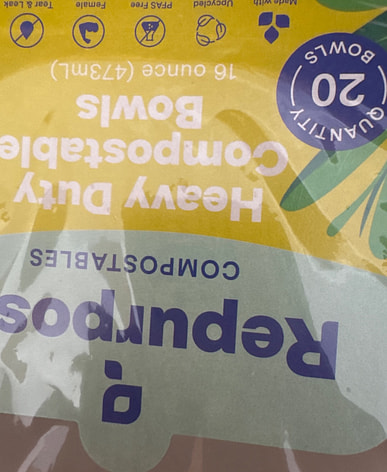 Repurpos
COMPOSTABLES
Heavy Duty
Compostable
Bowls
16 ounce (473mL)
QUANTITY
20
BOWLS
Made with
Upcycled
PFAS Free
Female
Tear & Leak